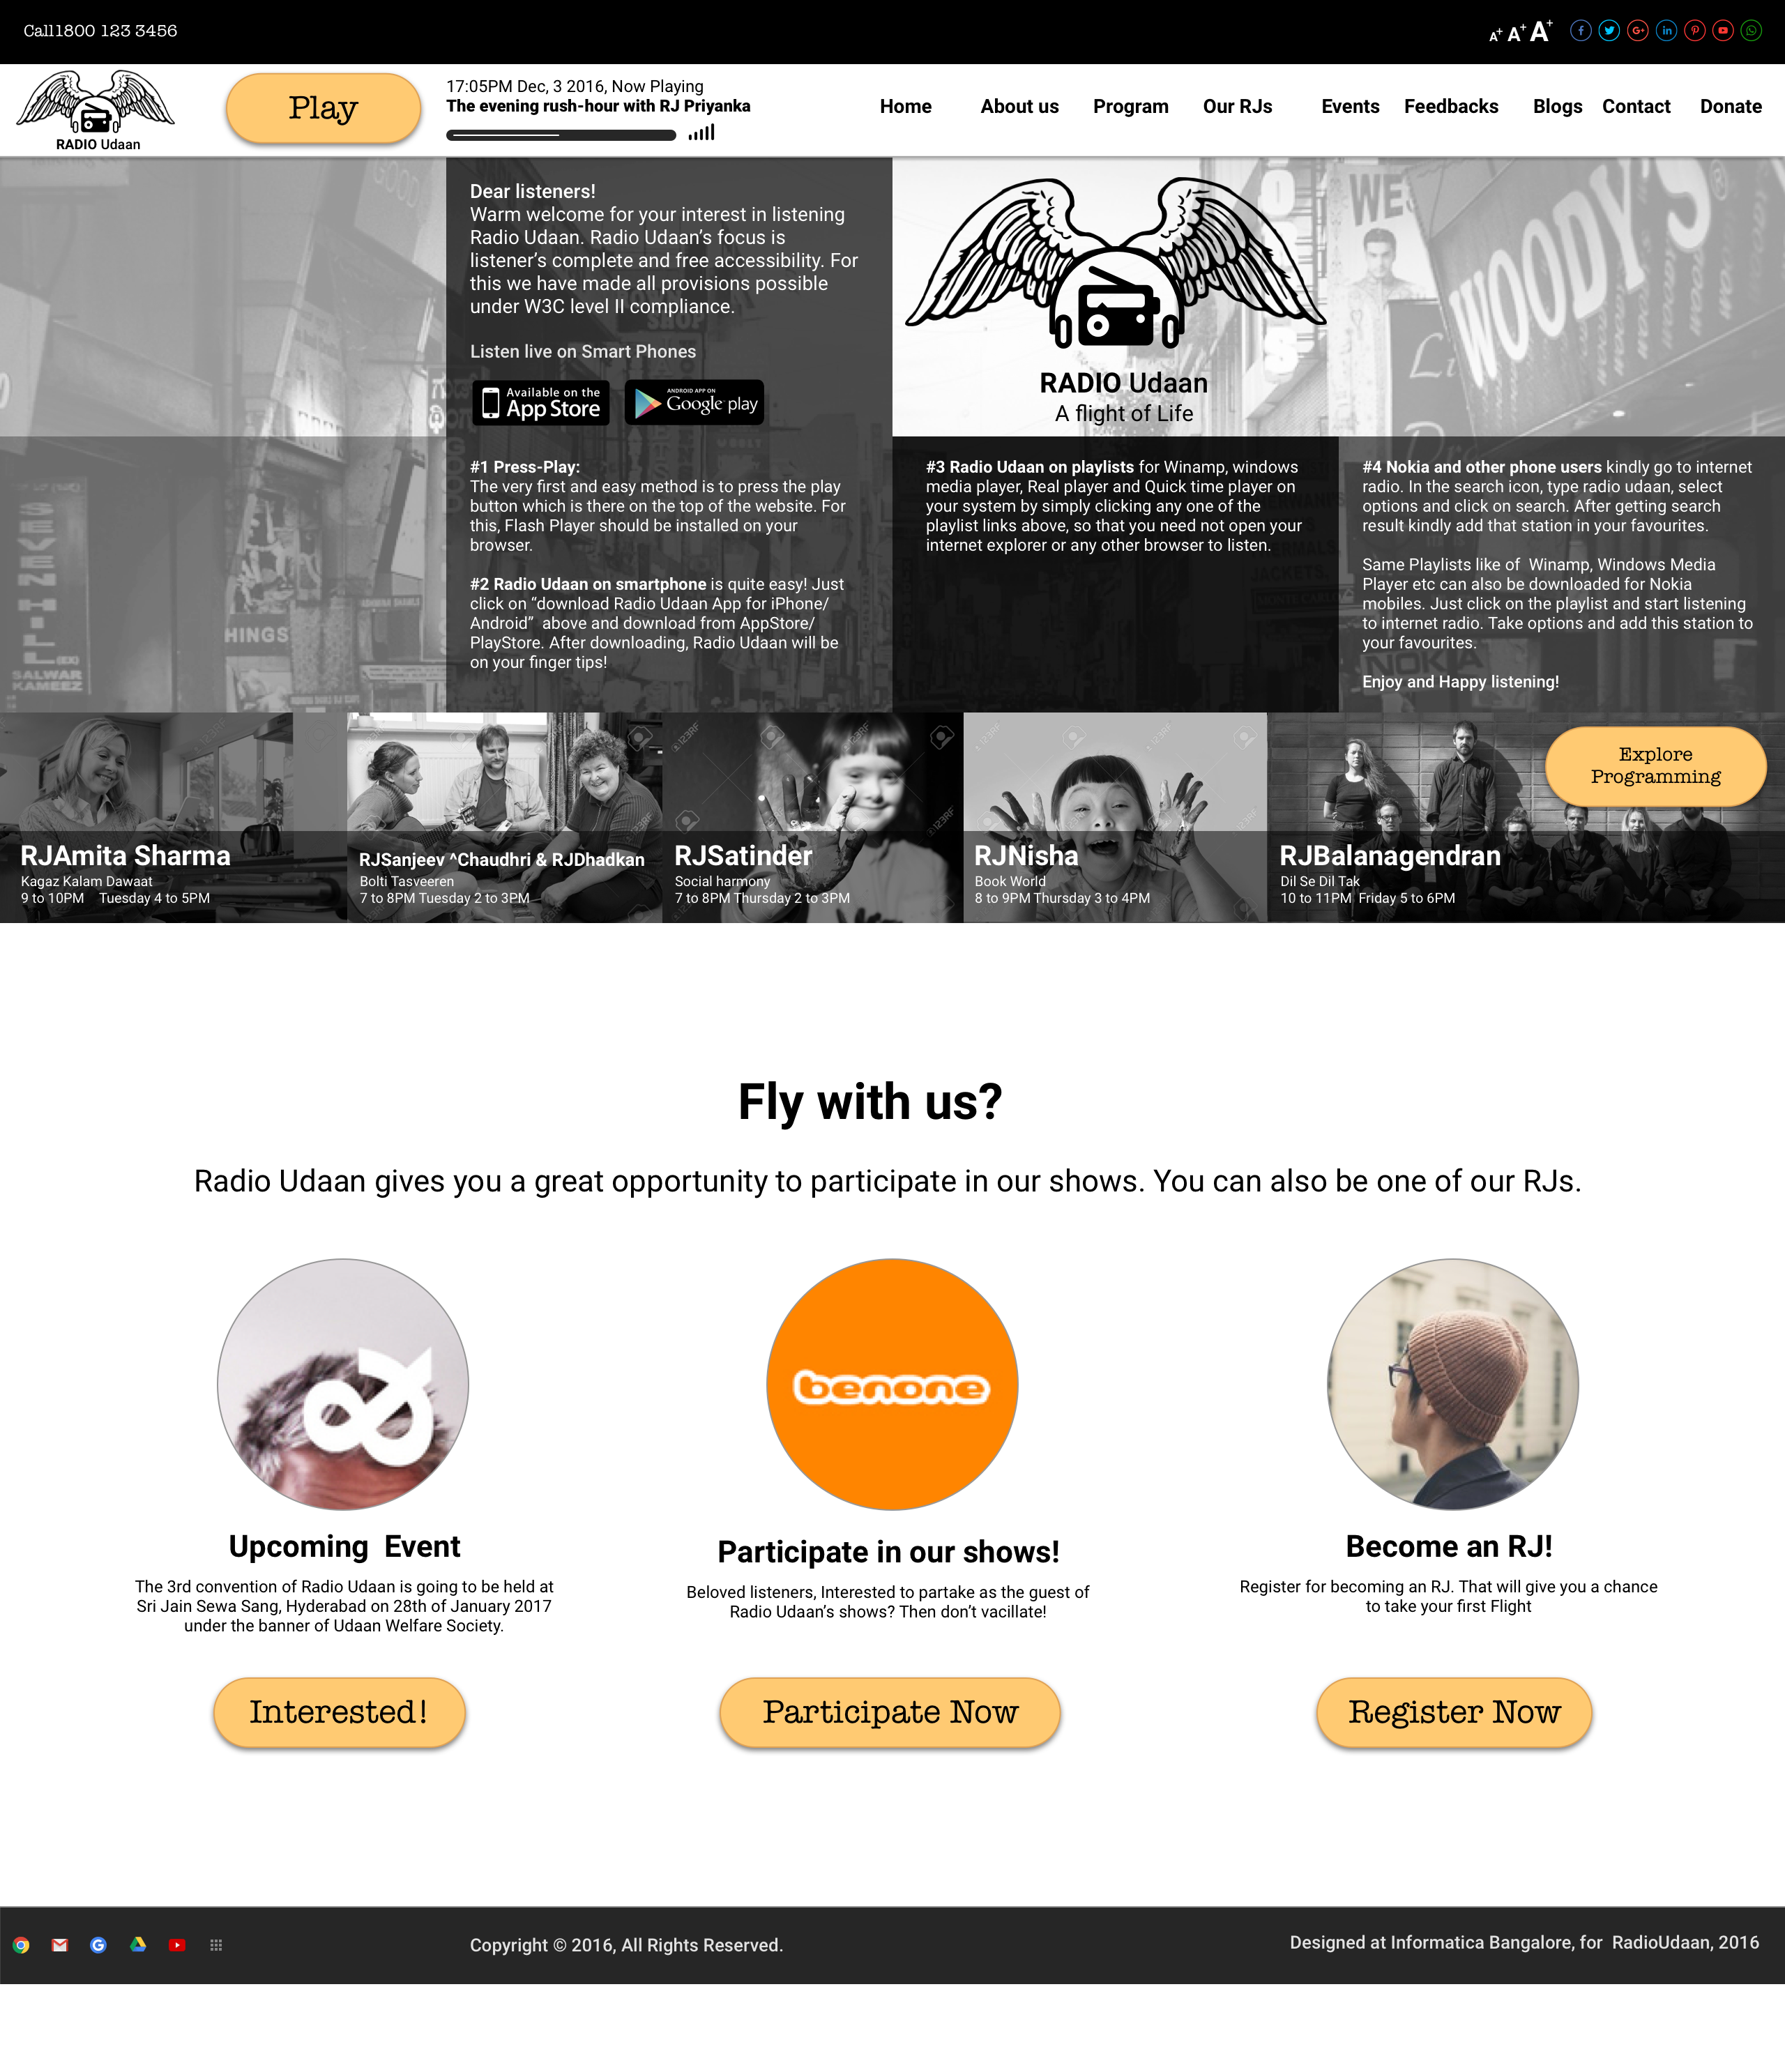 Call1800 123 3456
A+ A+ A+
Play
17:05PM Dec, 3 2016, Now Playing
The evening rush-hour with RJ Priyanka
Home About us Program Our RJs Events Feedbacks Blogs Contact Donate
RADIO Udaan
Dear listeners!
Warm welcome for your interest in listening
Radio Udaan. Radio Udaan’s focus is
listener’s complete and free accessibility. For
this we have made all provisions possible
under W3C level II compliance.
Listen live on Smart Phones
Available on the
App Store
ANDROID APP ON
Google play
RADIO Udaan
A flight of Life
WE
WOODY'S
SEVEN HILL
(EX)
SALWAR
KAMEEZ
HINGS
#1 Press-Play:
The very first and easy method is to press the play
button which is there on the top of the website. For
this, Flash Player should be installed on your
browser.
#2 Radio Udaan on smartphone is quite easy! Just
click on “download Radio Udaan App for iPhone/
Android”  above and download from AppStore/
PlayStore. After downloading, Radio Udaan will be
on your finger tips!
#3 Radio Udaan on playlists for Winamp, windows
media player, Real player and Quick time player on
your system by simply clicking any one of the
playlist links above, so that you need not open your
internet explorer or any other browser to listen.
JACKETS.
#4 Nokia and other phone users kindly go to internet
radio. In the search icon, type radio udaan, select
options and click on search. After getting search
result kindly add that station in your favourites.
Same Playlists like of  Winamp, Windows Media
Player etc can also be downloaded for Nokia
mobiles. Just click on the playlist and start listening
to internet radio. Take options and add this station to
your favourites.
NOKIA
Enjoy and Happy listening!
Explore
Programming
RJAmita Sharma
Kagaz Kalam Dawaat
9 to 10PM    Tuesday 4 to 5PM
RJSanjeev ^Chaudhri & RJDhadkan
Bolti Tasveeren
7 to 8PM Tuesday 2 to 3PM
RJSatinder
Social harmony
7 to 8PM Thursday 2 to 3PM
RJNisha
Book World
8 to 9PM Thursday 3 to 4PM
RJBalanagendran
Dil Se Dil Tak
10 to 11PM  Friday 5 to 6PM
123RF
Fly with us?
Radio Udaan gives you a great opportunity to participate in our shows. You can also be one of our RJs.
benone
Upcoming  Event
The 3rd convention of Radio Udaan is going to be held at
Sri Jain Sewa Sang, Hyderabad on 28th of January 2017
under the banner of Udaan Welfare Society.
Interested!
Participate in our shows!
Beloved listeners, Interested to partake as the guest of
Radio Udaan’s shows? Then don’t vacillate!
Participate Now
Become an RJ!
Register for becoming an RJ. That will give you a chance
to take your first Flight
Register Now
Copyright © 2016, All Rights Reserved.
Designed at Informatica Bangalore, for  RadioUdaan, 2016